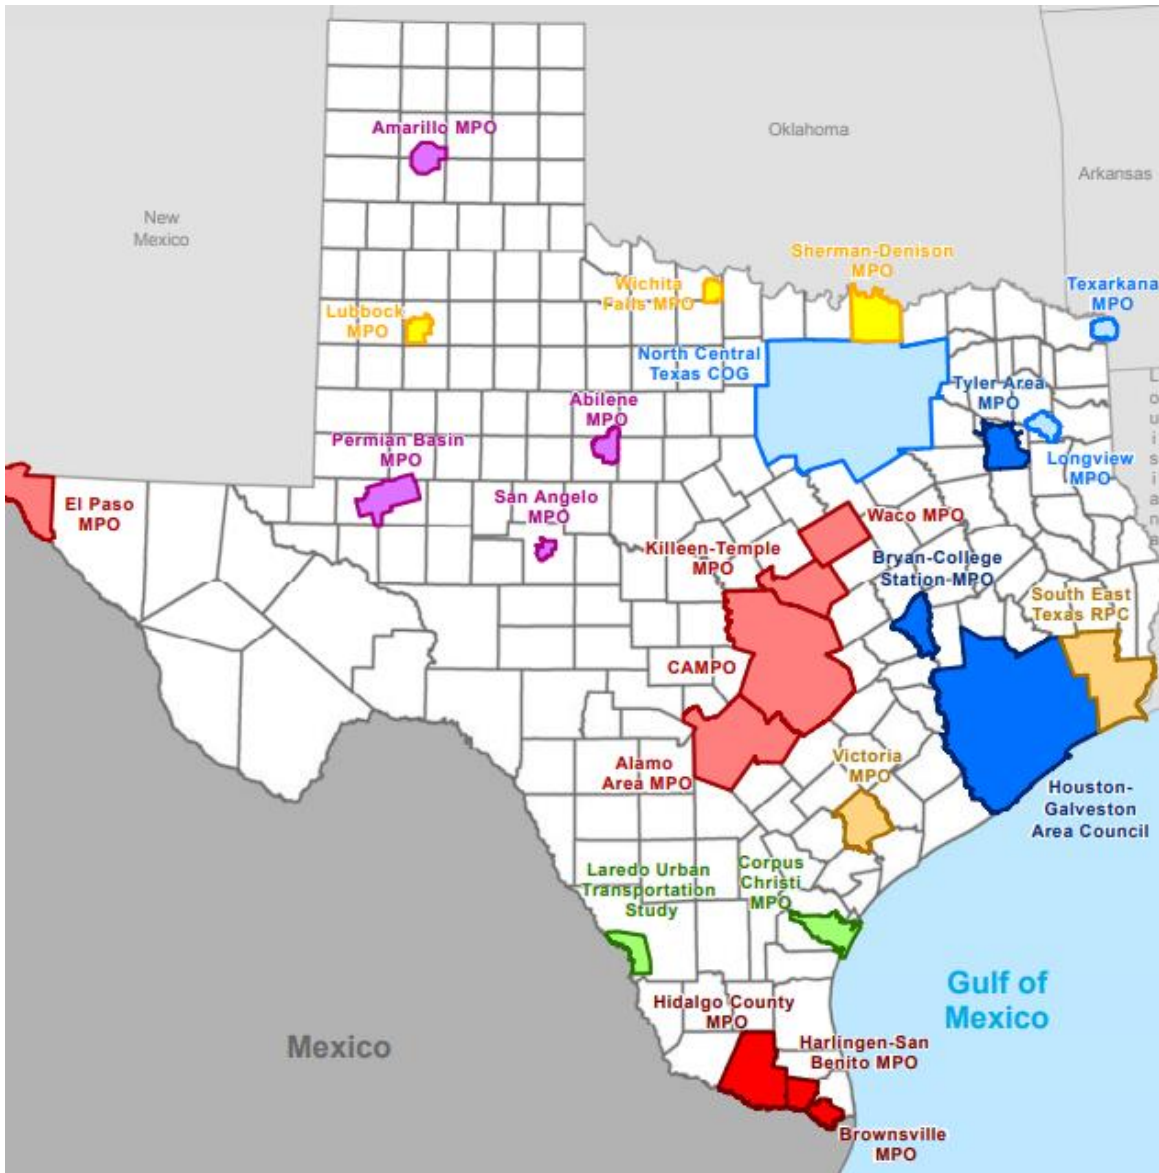 Oklahoma
Amarillo MPO
Arkansas
New
Mexico
Sherman-Denison
MPO
Wichita
Falls MPO
Texarkana
MPO
Lubbock
MPO
North Central
Texas COG
Tyler Area
MPO
Louisiana
Abilene
MPO
Permian Basin
MPO
Longview
MPO
El Paso
MPO
San Angelo
MPO
Waco MPO
Killeen-Temple
MPO
Bryan-College
Station-MPO
South East
Texas RPC
CAMPO
Alamo
Area MPO
Victoria
MPO
Houston-
Galveston
Area Council
Laredo Urban
Transportation
Study
Corpus
Christi
MPO
Gulf of
Mexico
Mexico
Hidalgo County
MPO
Harlingen-San
Benito MPO
Brownsville
MPO